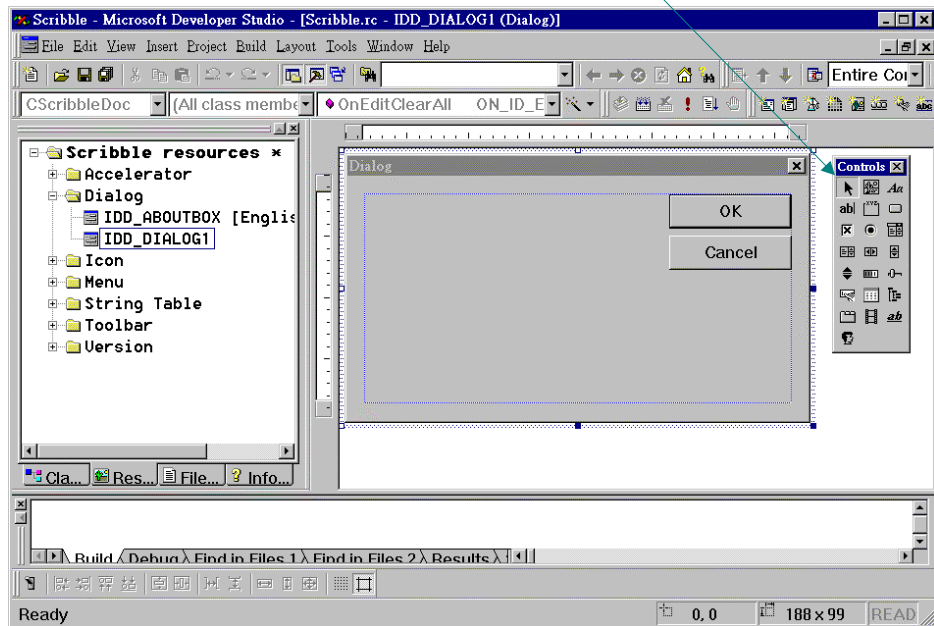 Scribble - Microsoft Developer Studio - [Scribble.rc - IDD_DIALOG1 (Dialog)]
File Edit View Insert Project Build Layout Tools Window Help
Entire Co
CScribbleDoc (All class membe OnEditClearAll ON_ID_E
Scribble resources *
Accelerator
Dialog
IDD_ABOUTBOX [Englis
IDD_DIALOG1
Icon
Menu
String Table
Toolbar
Version
Cla... Res... File... Info...
Dialog
OK
Cancel
Controls
Aa
ab|
XYZ
ab
Build Debug Find in Files 1 Find in Files 2 Results
Ready 0, 0 188 x 99 READ